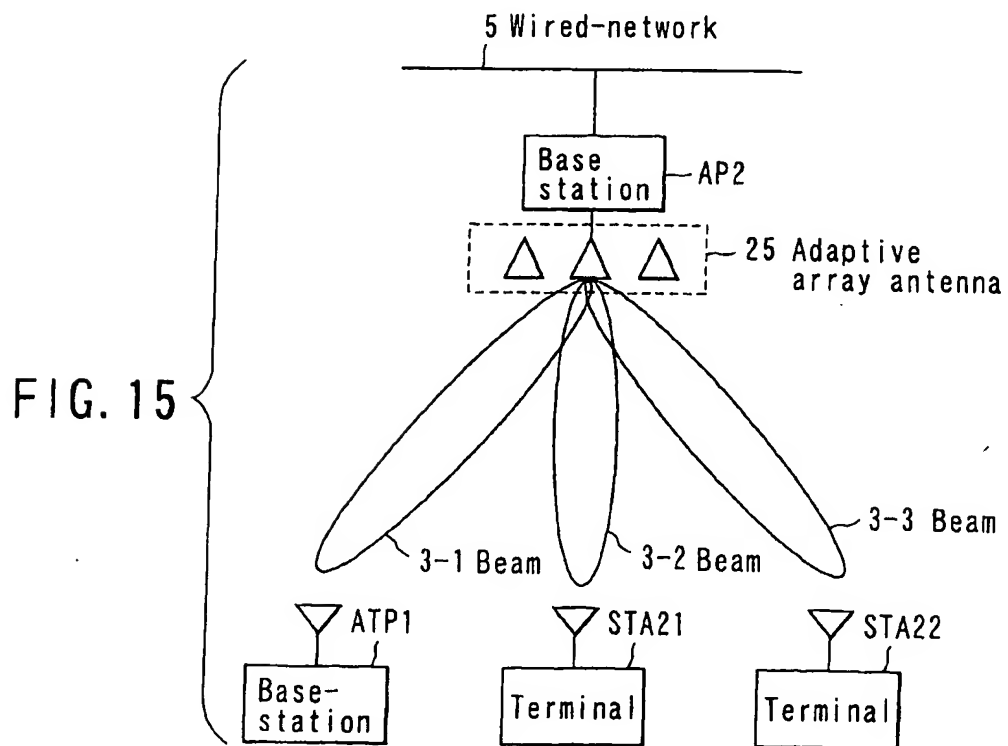 5 Wired-network
Base
station
AP2
25 Adaptive
array antenna
FIG. 15
3-1 Beam
3-2 Beam
3-3 Beam
ATP1
STA21
STA22
Base-
station
Terminal
Terminal